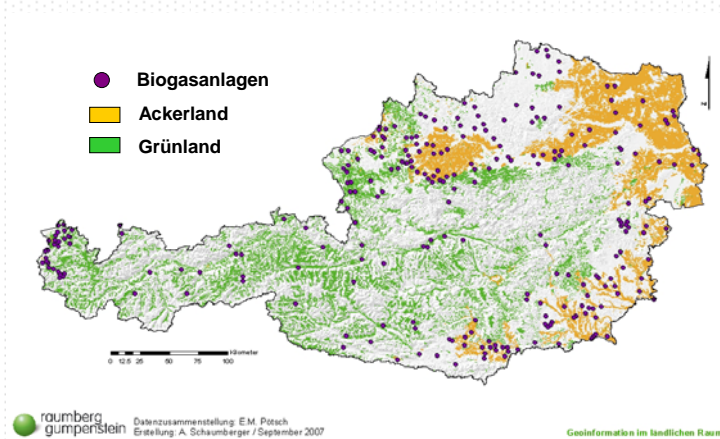 Biogasanlagen
Ackerland
Grünland
Kilometer
0 12.5 25 50 75 100
raumberg
gumpenstein
Datenzusammenstellung: E.M. Pötsch
Erstellung: A. Schaumberger / September 2007
Geoinformation im ländlichen Raum